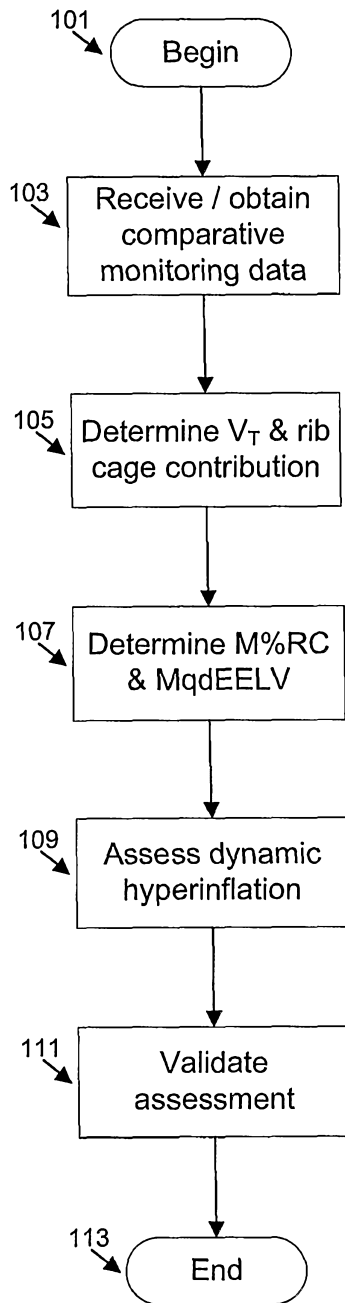 101
Begin
103
Receive / obtain
comparative
monitoring data
105
Determine V_T & rib
cage contribution
107
Determine M%RC
& MqdEELV
109
Assess dynamic
hyperinflation
111
Validate
assessment
113
End